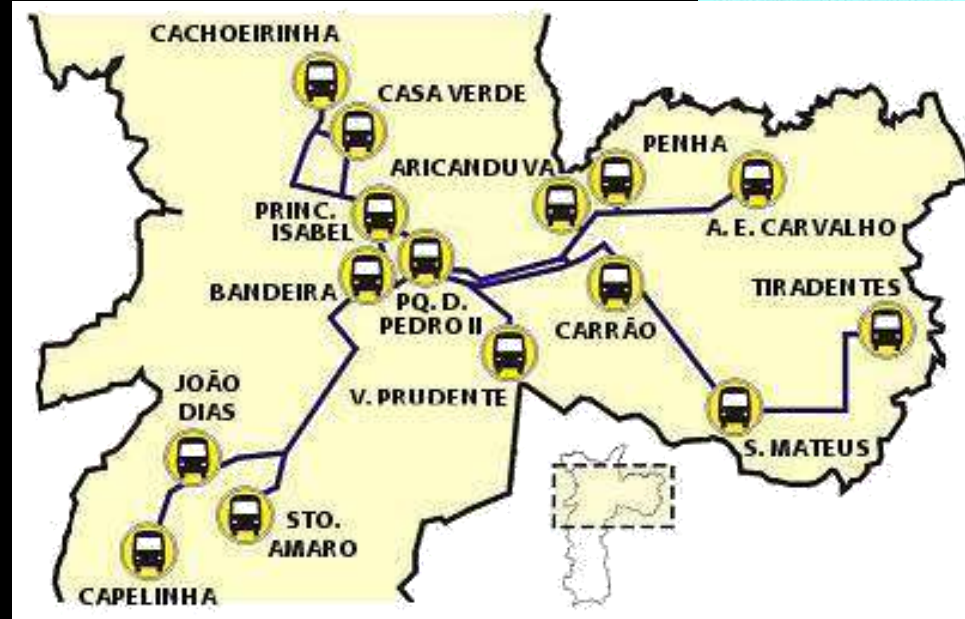 CACHOEIRINHA
CASA VERDE
PENHA
ARICANDUVA
A. E. CARVALHO
PRINC.
ISABEL
BANDEIRA
PQ. D.
PEDRO II
TIRADENTES
CARRÃO
V. PRUDENTE
JOÃO
DIAS
S. MATEUS
STO.
AMARO
CAPELINHA